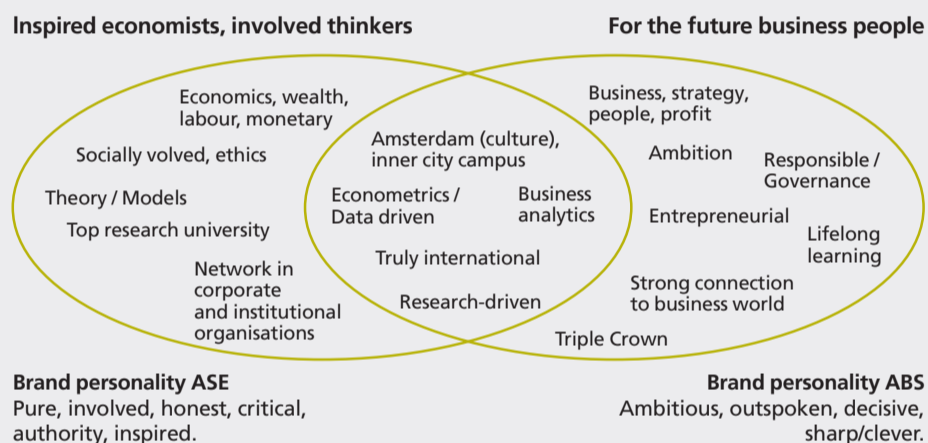 Inspired economists, involved thinkers
For the future business people
Economics, wealth,
labour, monetary
Socially volved, ethics
Theory / Models
Top research university
Network in
corporate
and institutional
organisations
Amsterdam (culture),
inner city campus
Econometrics /
Data driven
Business
analytics
Truly international
Research-driven
Business, strategy,
people, profit
Ambition
Responsible /
Governance
Entrepreneurial
Lifelong
learning
Strong connection
to business world
Triple Crown
Brand personality ASE
Pure, involved, honest, critical,
authority, inspired.
Brand personality ABS
Ambitious, outspoken, decisive,
sharp/clever.